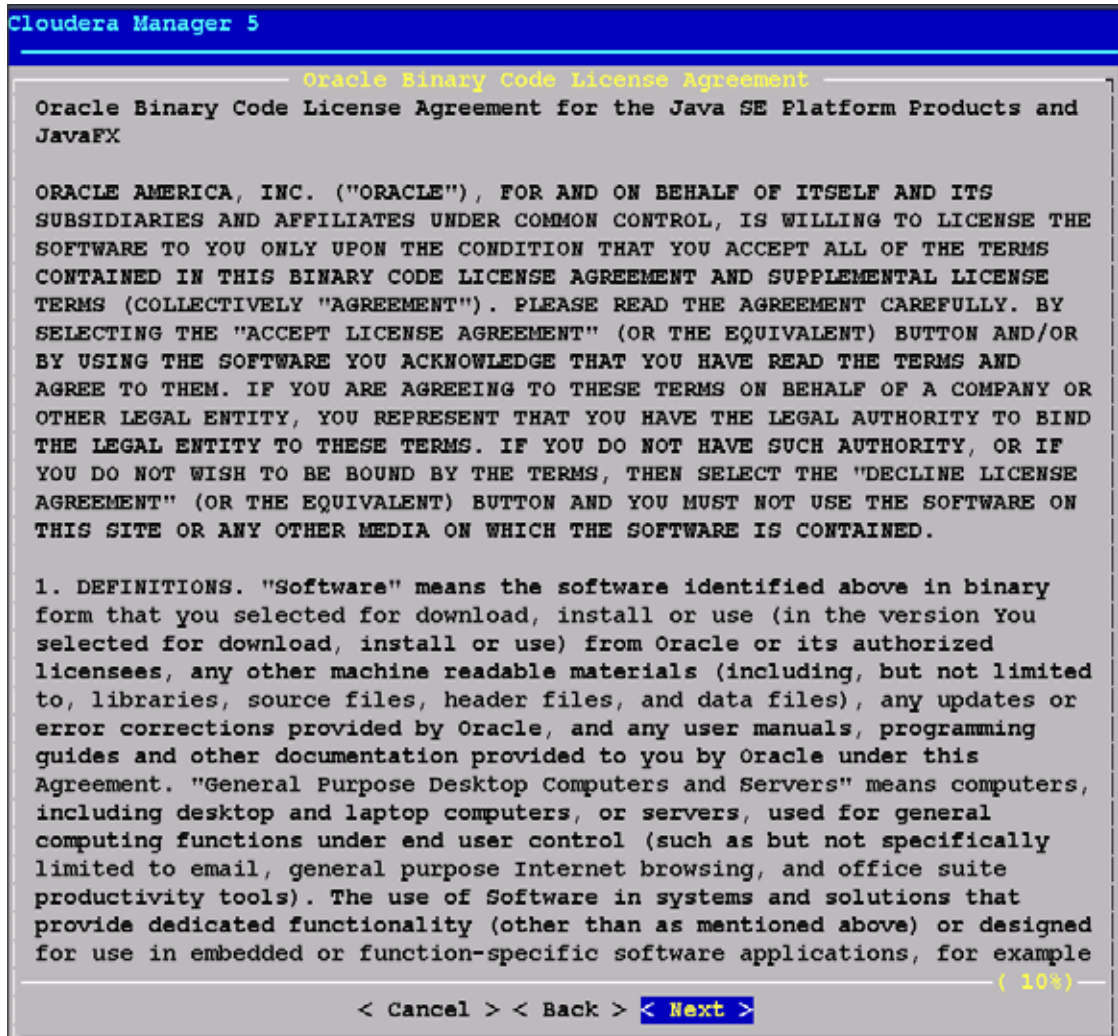 Cloudera Manager 5
Oracle Binary Code License Agreement
Oracle Binary Code License Agreement for the Java SE Platform Products and
JavaFX
ORACLE AMERICA, INC. ("ORACLE"), FOR AND ON BEHALF OF ITSELF AND ITS
SUBSIDIARIES AND AFFILIATES UNDER COMMON CONTROL, IS WILLING TO LICENSE THE
SOFTWARE TO YOU ONLY UPON THE CONDITION THAT YOU ACCEPT ALL OF THE TERMS
CONTAINED IN THIS BINARY CODE LICENSE AGREEMENT AND SUPPLEMENTAL LICENSE
TERMS (COLLECTIVELY "AGREEMENT"). PLEASE READ THE AGREEMENT CAREFULLY. BY
SELECTING THE "ACCEPT LICENSE AGREEMENT" (OR THE EQUIVALENT) BUTTON AND/OR
BY USING THE SOFTWARE YOU ACKNOWLEDGE THAT YOU HAVE READ THE TERMS AND
AGREE TO THEM. IF YOU ARE AGREEING TO THESE TERMS ON BEHALF OF A COMPANY OR
OTHER LEGAL ENTITY, YOU REPRESENT THAT YOU HAVE THE LEGAL AUTHORITY TO BIND
THE LEGAL ENTITY TO THESE TERMS. IF YOU DO NOT HAVE SUCH AUTHORITY, OR IF
YOU DO NOT WISH TO BE BOUND BY THE TERMS, THEN SELECT THE "DECLINE LICENSE
AGREEMENT" (OR THE EQUIVALENT) BUTTON AND YOU MUST NOT USE THE SOFTWARE ON
THIS SITE OR ANY OTHER MEDIA ON WHICH THE SOFTWARE IS CONTAINED.
1. DEFINITIONS. "Software" means the software identified above in binary
form that you selected for download, install or use (in the version You
selected for download, install or use) from Oracle or its authorized
licensees, any other machine readable materials (including, but not limited
to, libraries, source files, header files, and data files), any updates or
error corrections provided by Oracle, and any user manuals, programming
guides and other documentation provided to you by Oracle under this
Agreement. "General Purpose Desktop Computers and Servers" means computers,
including desktop and laptop computers, or servers, used for general
computing functions under end user control (such as but not specifically
limited to email, general purpose Internet browsing, and office suite
productivity tools). The use of Software in systems and solutions that
provide dedicated functionality (other than as mentioned above) or designed
for use in embedded or function-specific software applications, for example
( 10%)
< Cancel > < Back > < Next >